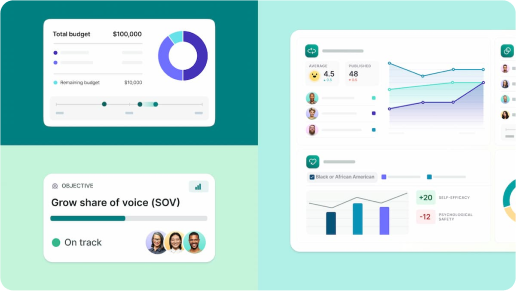 Total budget $100,000
Remaining budget $10,000
OBJECTIVE
Grow share of voice (SOV)
On track
AVERAGE
4.5
PUBLISHED
48
Black or African American
+20 SELF-EFFICACY
-12 PSYCHOLOGICAL
SAFETY